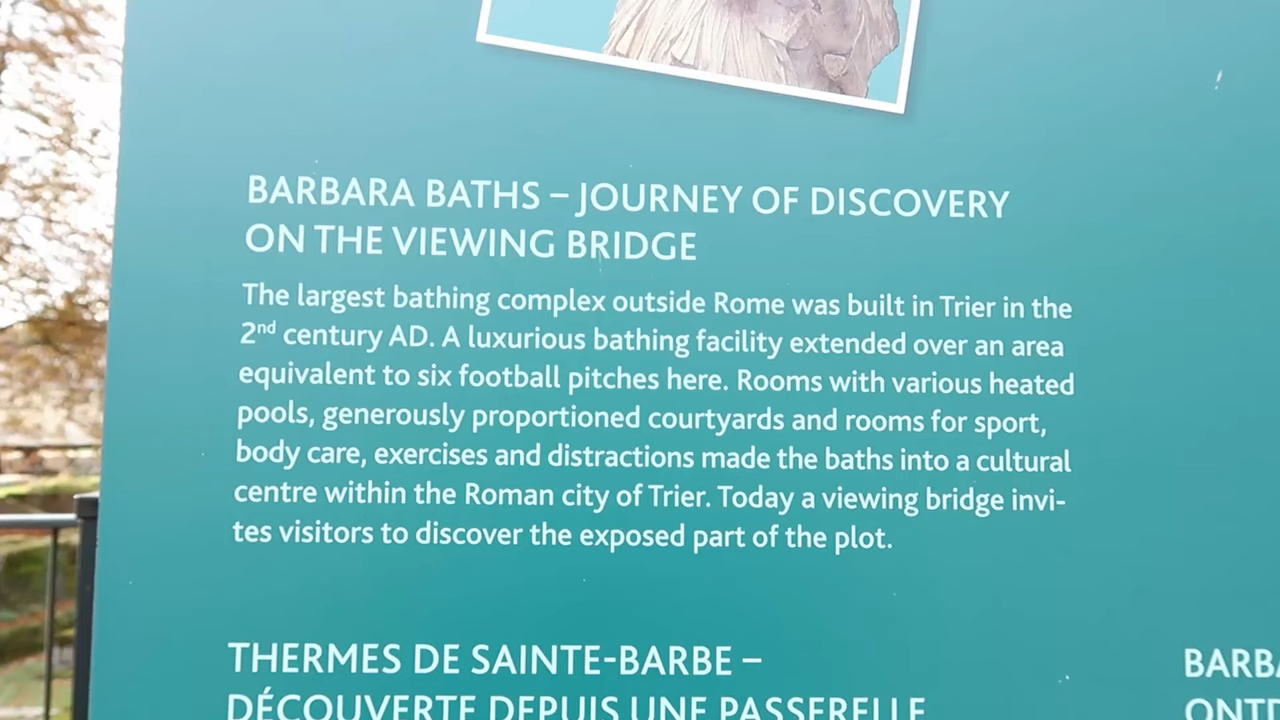 BARBARA BATHS – JOURNEY OF DISCOVERY
ON THE VIEWING BRIDGE
The largest bathing complex outside Rome was built in Trier in the
2nd century AD. A luxurious bathing facility extended over an area
equivalent to six football pitches here. Rooms with various heated
pools, generously proportioned courtyards and rooms for sport,
body care, exercises and distractions made the baths into a cultural
centre within the Roman city of Trier. Today a viewing bridge invi-
tes visitors to discover the exposed part of the plot.
THERMES DE SAINTE-BARBE –
DÉCOUVERTE DEPUIS UNE PASSERELLE